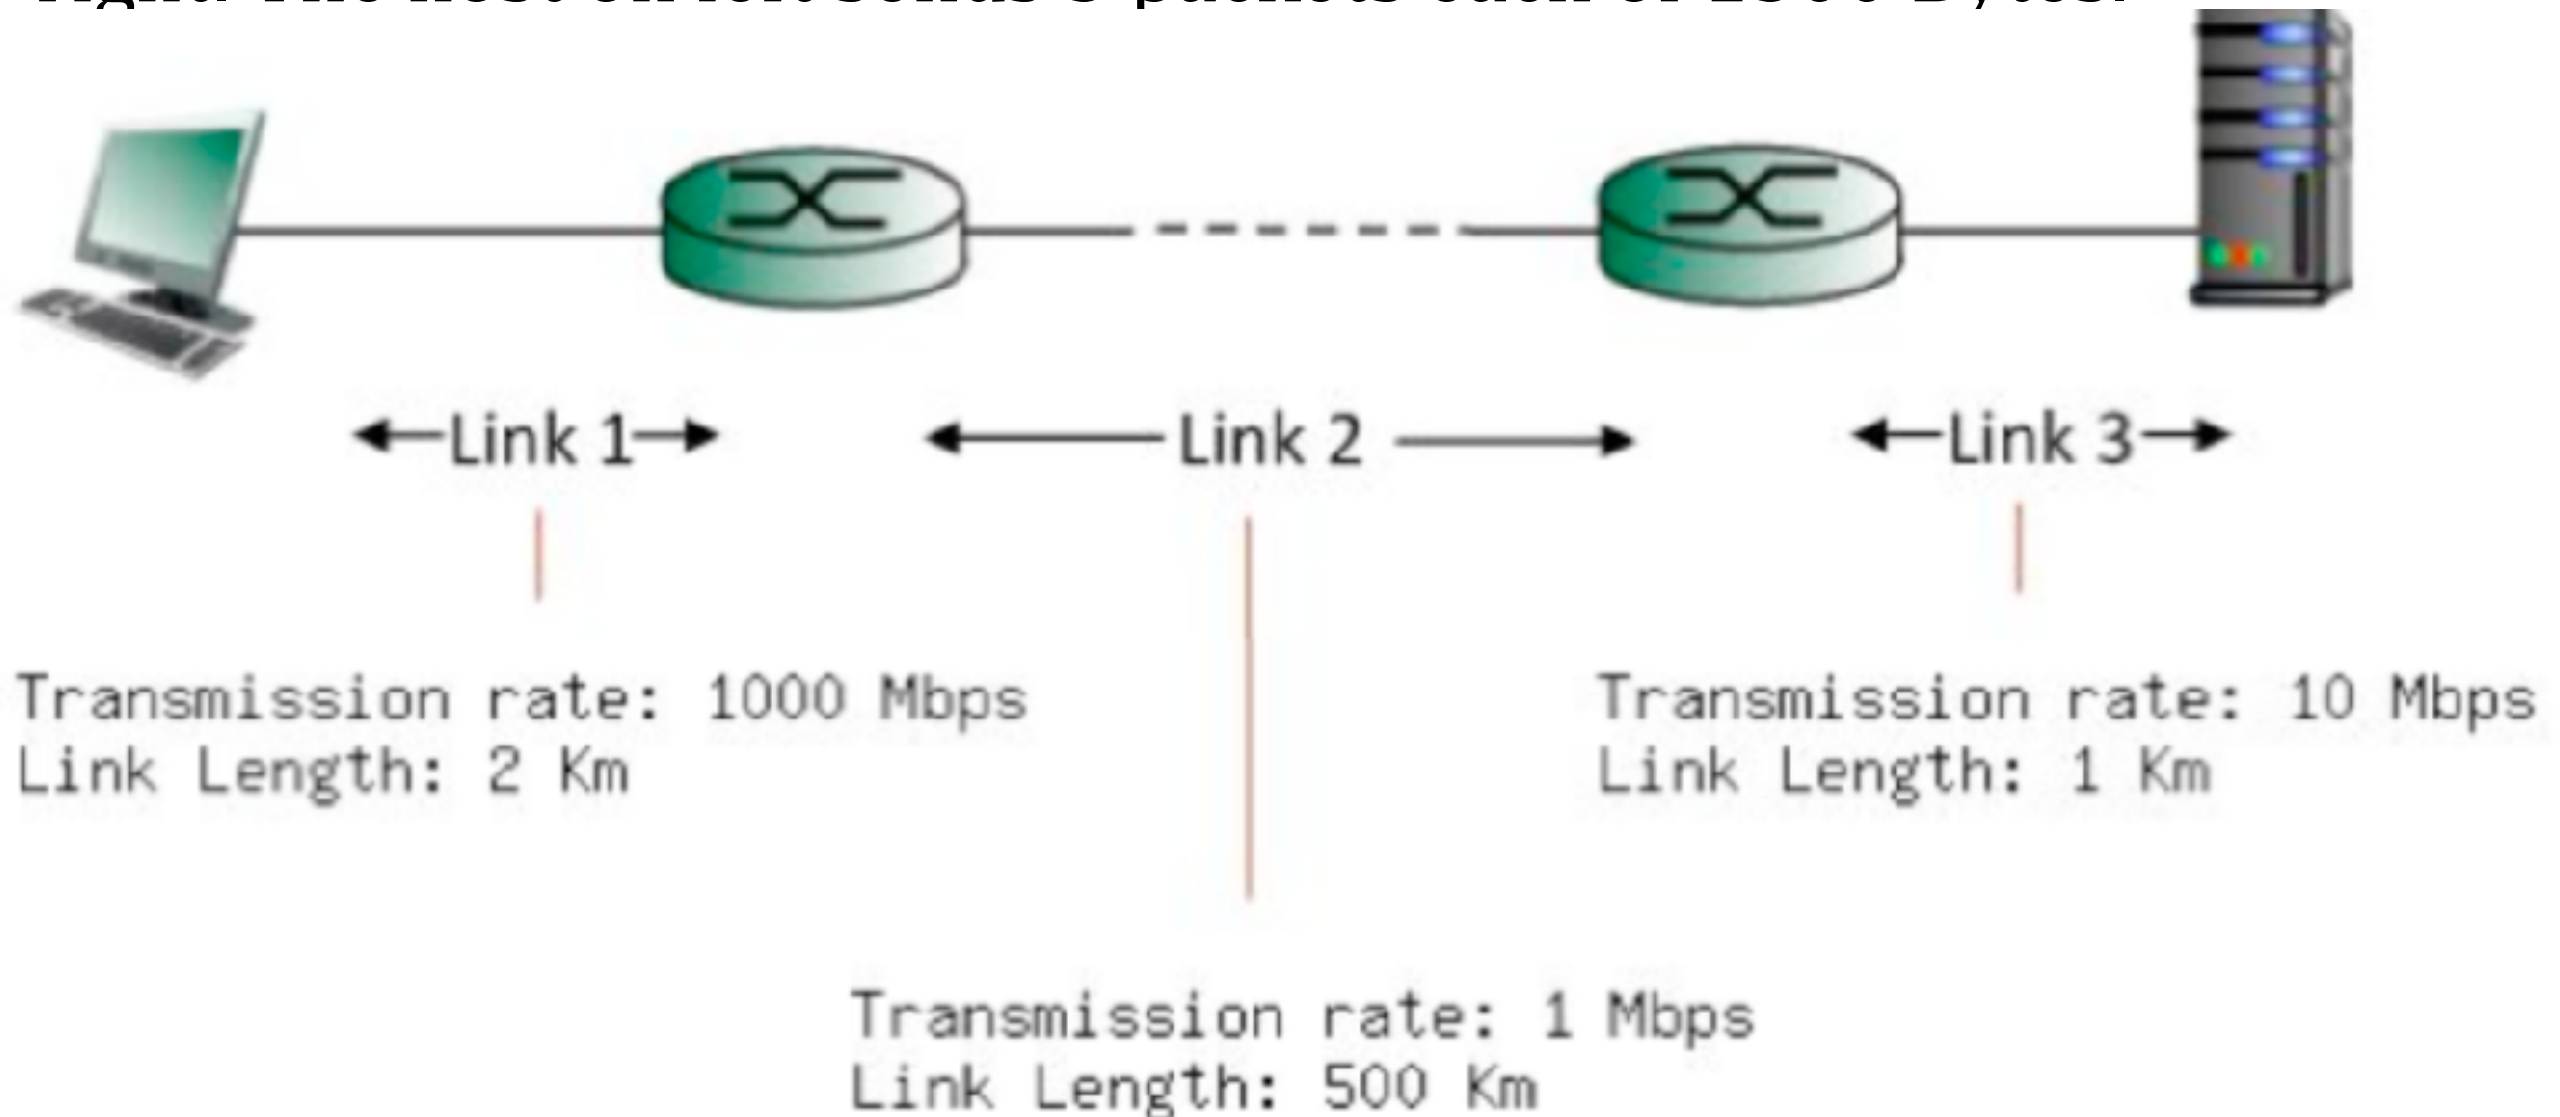 Link 1
Link 2
Link 3
Transmission rate: 1000 Mbps
Link Length: 2 Km
Transmission rate: 10 Mbps
Link Length: 1 Km
Transmission rate: 1 Mbps
Link Length: 500 Km